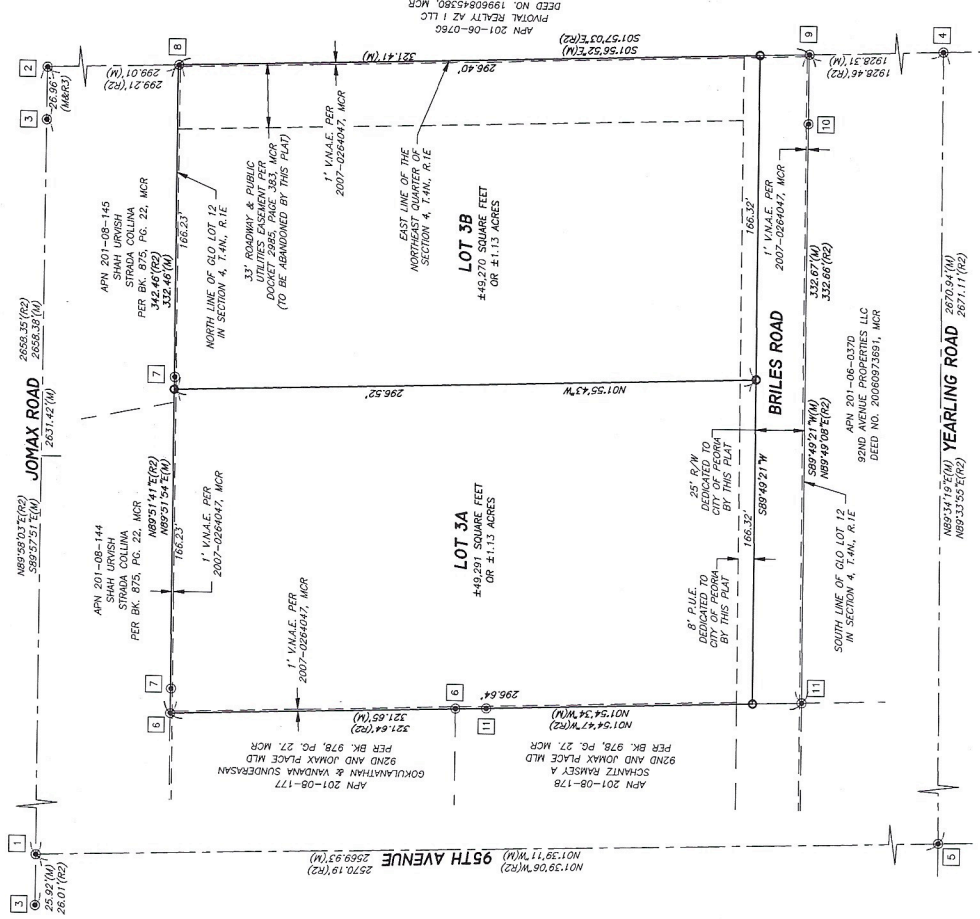 DEED NO. 19960845380, MCR
PIVOTAL REALTY AZ I LLC
APN 201-06-076G
2
8
9
4
299.01'(M)
299.21'(R2)
321.41'(M)
296.40'
S01°56'52"E(M)
S01°57'03"E(R2)
1928.31'(M)
1928.46'(R2)
3
26.96'
(M&R3)
10
JOMAX ROAD
2658.35'(R2)
2658.38'(M)
2631.42'(M)
N89°58'03"E(R2)
S89°57'51"E(M)
APN 201-08-145
SHAH URVISH
STRADA COLLINA
PER BK. 875, PG. 22, MCR
342.46'(R2)
332.46'(M)
166.23'
NORTH LINE OF GLO LOT 12
IN SECTION 4, T.4N., R.1E
33' ROADWAY & PUBLIC
UTILITIES EASEMENT PER
DOCKET 2985, PAGE 383, MCR
(TO BE ABANDONED BY THIS PLAT)
1' V.N.A.E. PER
2007-0264047, MCR
EAST LINE OF THE
NORTHEAST QUARTER OF
SECTION 4, T.4N., R.1E
LOT 3B
±49,270 SQUARE FEET
OR ±1.13 ACRES
166.32'
1' V.N.A.E. PER
2007-0264047, MCR
332.67'(M)
332.66'(R2)
7
296.52'
N01°55'43"W
BRILES ROAD
APN 201-08-144
SHAH URVISH
STRADA COLLINA
PER BK. 875, PG. 22, MCR
N89°51'41"E(R2)
N89°51'54"E(M)
166.23'
1' V.N.A.E. PER
2007-0264047, MCR
1' V.N.A.E. PER
2007-0264047, MCR
LOT 3A
±49,291 SQUARE FEET
OR ±1.13 ACRES
8' P.U.E.
DEDICATED TO
CITY OF PEORIA
BY THIS PLAT
25' R/W
DEDICATED TO
CITY OF PEORIA
BY THIS PLAT
166.32'
S89°49'21"W
S89°49'21"W(M)
N89°49'08"E(R2)
SOUTH LINE OF GLO LOT 12
IN SECTION 4, T.4N., R.1E
APN 201-06-037D
92ND AVENUE PROPERTIES LLC
DEED NO. 20060973691, MCR
YEARLING ROAD
2670.94'(M)
2671.11'(R2)
N89°34'19"E(M)
N89°33'55"E(R2)
7
6
6
11
11
321.65'(M)
321.64'(R2)
296.64'
N01°54'34"W(M)
N01°54'47"W(R2)
APN 201-08-177
GOKULANATHAN & VANDANA SUNDERASAN
92ND AND JOMAX PLACE MLD
PER BK. 978, PG. 27, MCR
APN 201-08-178
SCHANTZ RAMSEY A
92ND AND JOMAX PLACE MLD
PER BK. 978, PG. 27, MCR
1
3
5
25.92'(M)
26.01'(R2)
95TH AVENUE
2569.93'(M)
2570.19'(R2)
N01°39'11"W(M)
N01°39'06"W(R2)